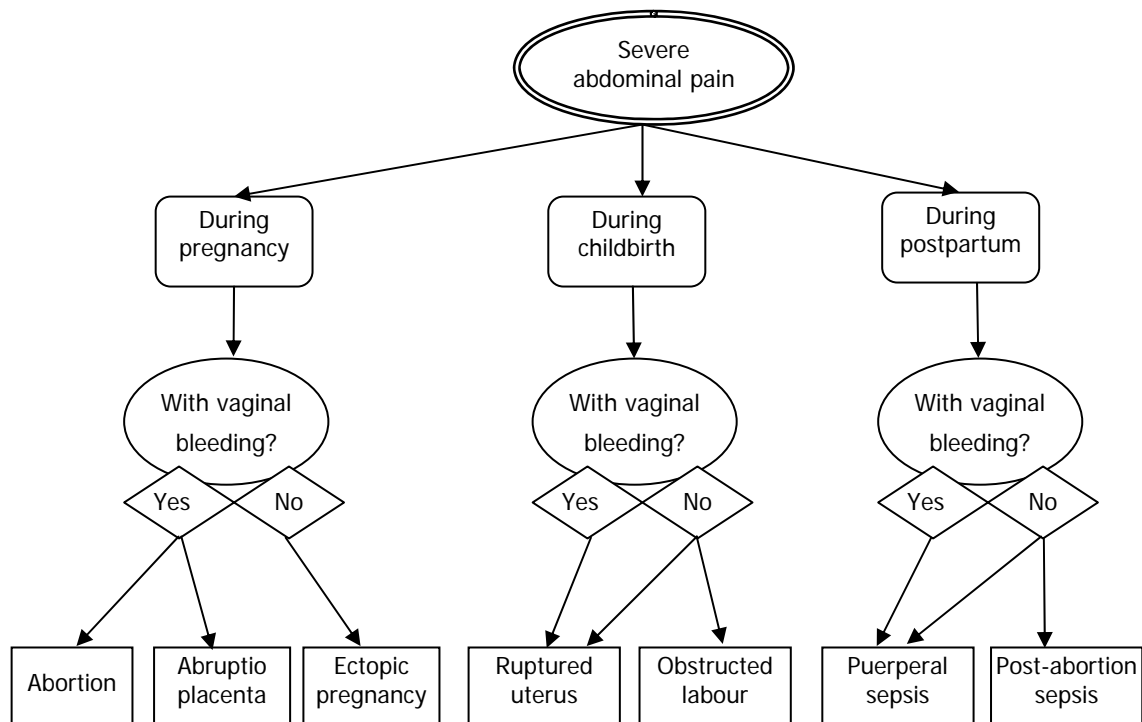 Severe
abdominal pain
During
pregnancy
During
childbirth
During
postpartum
With vaginal
bleeding?
With vaginal
bleeding?
With vaginal
bleeding?
Yes
No
Yes
No
Yes
No
Abortion
Abruptio
placenta
Ectopic
pregnancy
Ruptured
uterus
Obstructed
labour
Puerperal
sepsis
Post-abortion
sepsis